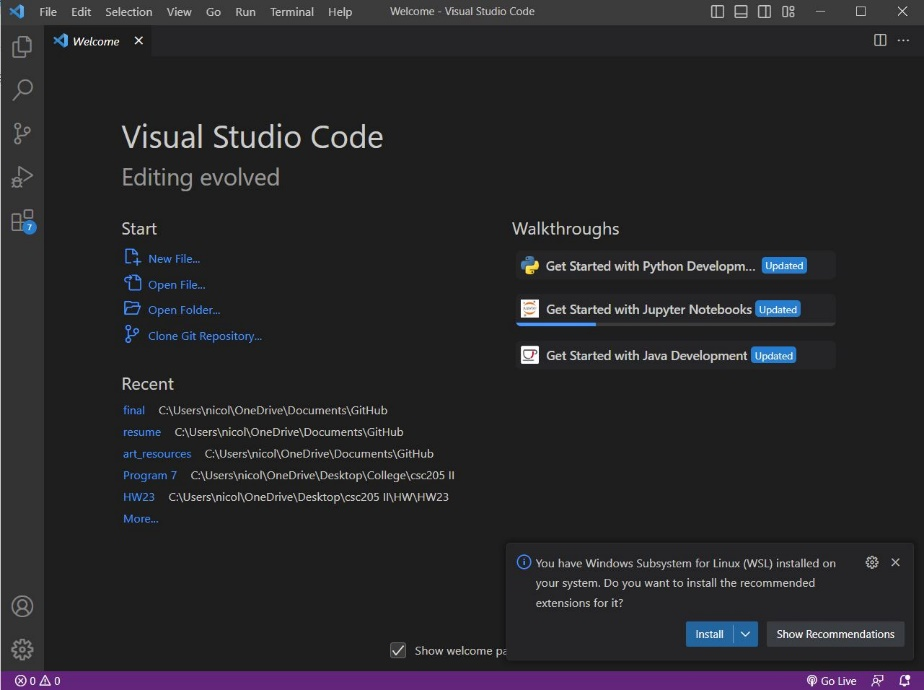 File Edit Selection View Go Run Terminal Help Welcome - Visual Studio Code
Welcome
Visual Studio Code
Editing evolved
Start
New File...
Open File...
Open Folder...
Clone Git Repository...
Recent
final C:\Users\nicol\OneDrive\Documents\GitHub
resume C:\Users\nicol\OneDrive\Documents\GitHub
art_resources C:\Users\nicol\OneDrive\Documents\GitHub
Program 7 C:\Users\nicol\OneDrive\Desktop\College\csc205 II
HW23 C:\Users\nicol\OneDrive\Desktop\csc205 II\HW\HW23
More...
Walkthroughs
Get Started with Python Developm... Updated
Get Started with Jupyter Notebooks Updated
Get Started with Java Development Updated
7
You have Windows Subsystem for Linux (WSL) installed on
your system. Do you want to install the recommended
extensions for it?
Install Show Recommendations
Show welcome pa
0 0 Go Live